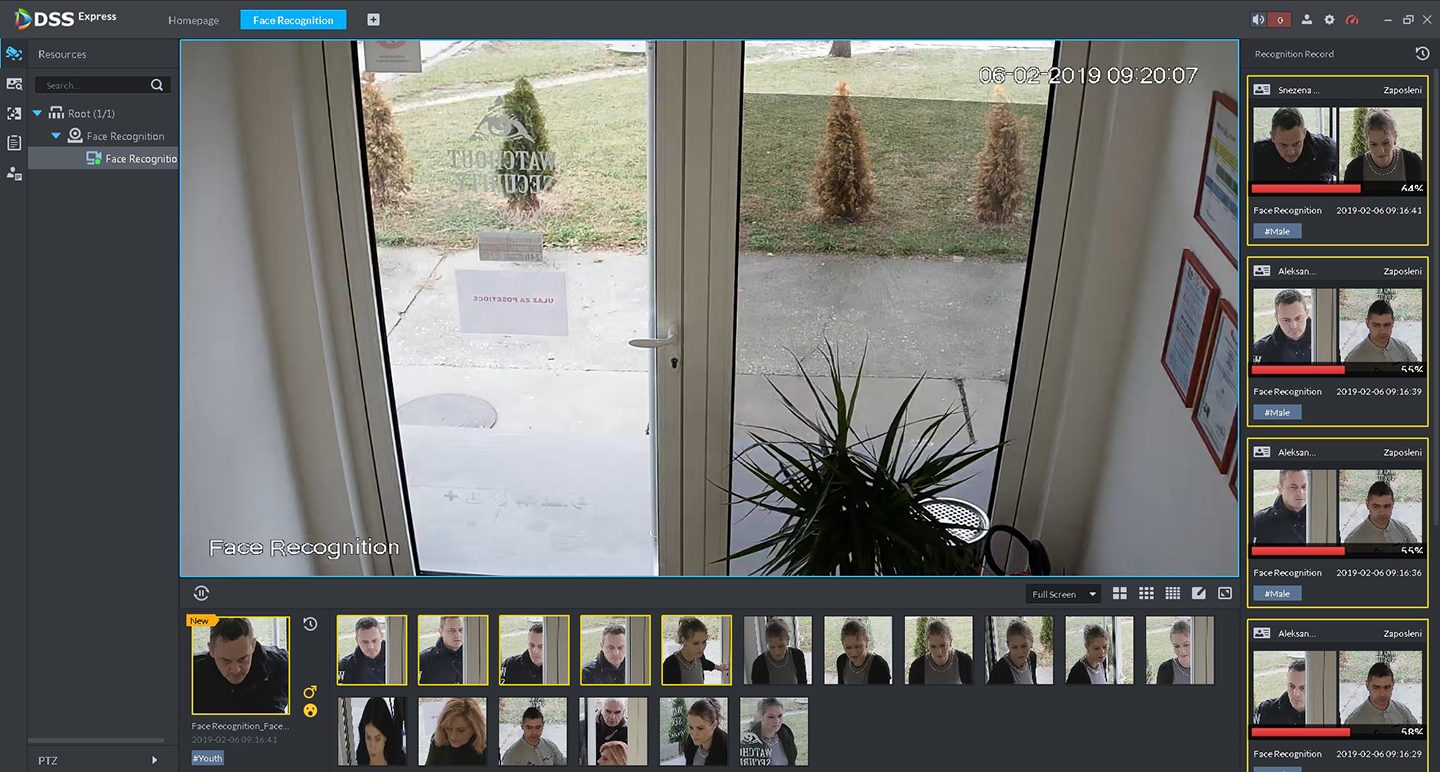 DSS Express
Homepage
Face Recognition
0
Resources
Search...
Root (1/1)
Face Recognition
Face Recognitio
PTZ
06-02-2019 09:20:07
WATCHOUT
SECURITY
ULAZ ZA POSETIOCE
Face Recognition
Full Screen
New
Face Recognition_Face...
2019-02-06 09:16:41
#Youth
WATCHOUT
Recognition Record
Snezena ...
Zaposleni
64%
Face Recognition
2019-02-06 09:16:41
#Male
Aleksan...
Zaposleni
55%
Face Recognition
2019-02-06 09:16:39
#Male
Aleksan...
Zaposleni
55%
Face Recognition
2019-02-06 09:16:36
#Male
Aleksan...
Zaposleni
58%
Face Recognition
2019-02-06 09:16:29